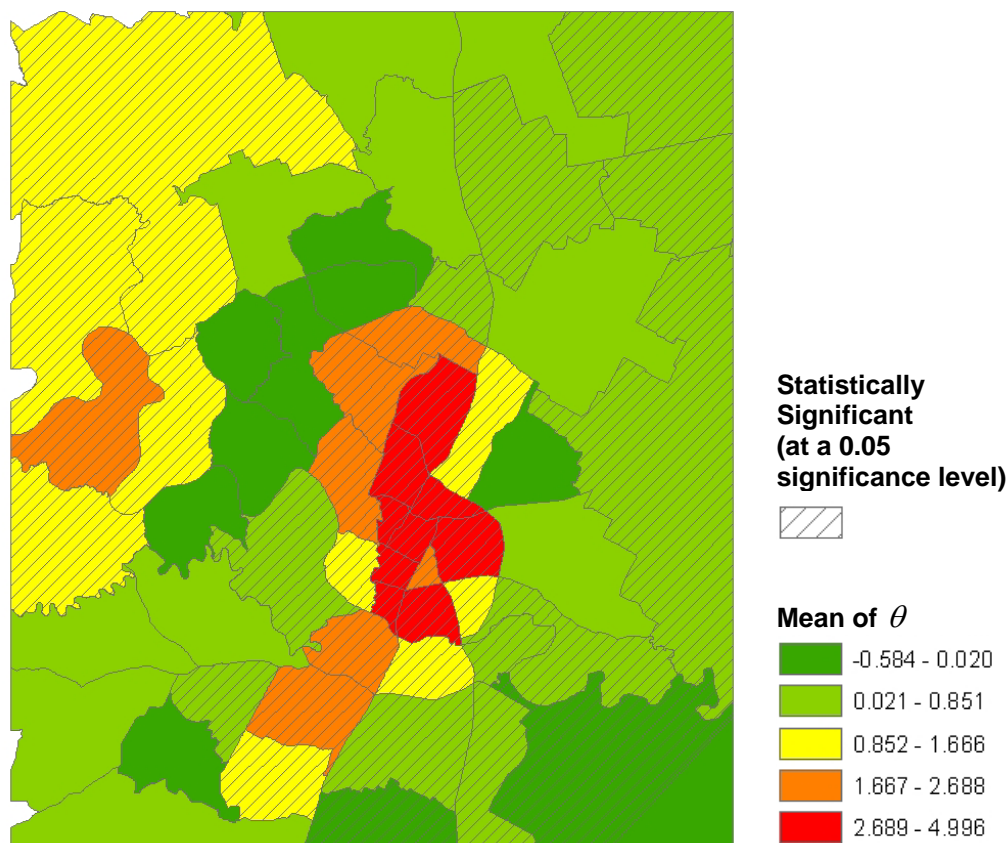 Statistically
Significant
(at a 0.05
significance level)
Mean of θ
-0.584 - 0.020
0.021 - 0.851
0.852 - 1.666
1.667 - 2.688
2.689 - 4.996